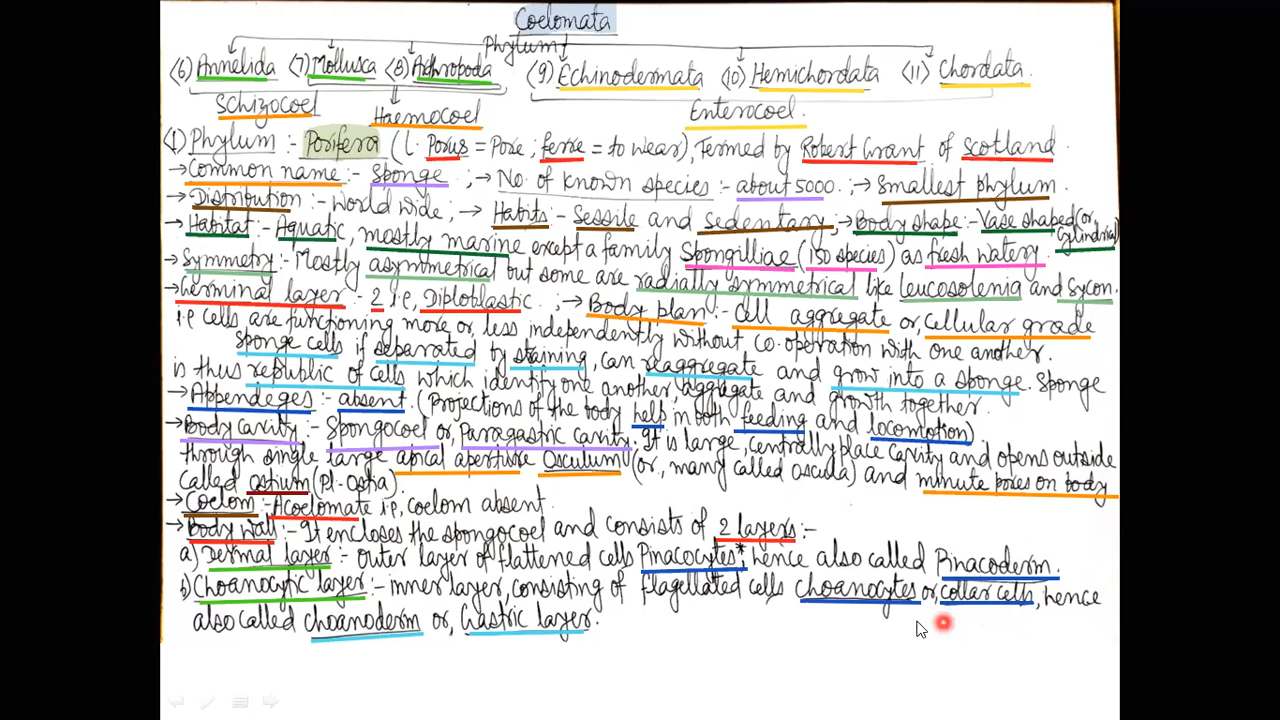 Coelomata
Phylum
<6> Annelida <7> Mollusca <8> Arthropoda <9> Echinodermata <10> Hemichordata <11> Chordata
Schizocoel Haemocoel Enterocoel
<1> Phylum :- Porifera (L. Porus = Pore ; ferre = to wear), Termed by Robert Grant of Scotland.
→ Common name :- Sponge ; → No. of known species :- about 5000 ; → Smallest phylum.
→ Distribution :- world wide ; → Habits :- Sessile and sedentary ; → Body shape :- Vase shaped (or, cylindrical)
→ Habitat :- Aquatic, mostly marine except a family Spongilliae (150 species) as fresh watery.
→ Symmetry :- Mostly asymmetrical but some are radially symmetrical like Leucosolenia and Sycon.
→ Germinal layer :- 2 i.e, Diploblastic ; → Body plan :- cell aggregate or, cellular grade
i.e cells are functioning more or less independently without co-operation with one another.
sponge cells if separated by staining, can reaggregate and grow into a sponge. Sponge
is thus republic of cells which identify one another, aggregate and growth together.
→ Appendeges :- absent. (Projections of the body help in both feeding and locomotion)
→ Body cavity :- Spongocoel or, Paragastric cavity. It is large, centrally place cavity and opens outside
through single large apical aperture Osculum (or, many called oscula) and minute pores on body
called ostium (Pl. Ostia)
→ Coelom :- Acoelomate i.e, coelom absent.
→ Body wall :- It encloses the spongocoel and consists of 2 layers :-
a) Dermal layer :- outer layer of flattened cells Pinacocytes*, hence also called Pinacoderm.
b) Choanocytic layer :- inner layer, consisting of flagellated cells choanocytes or, collar cells, hence
also called choanoderm or, Gastric layer.